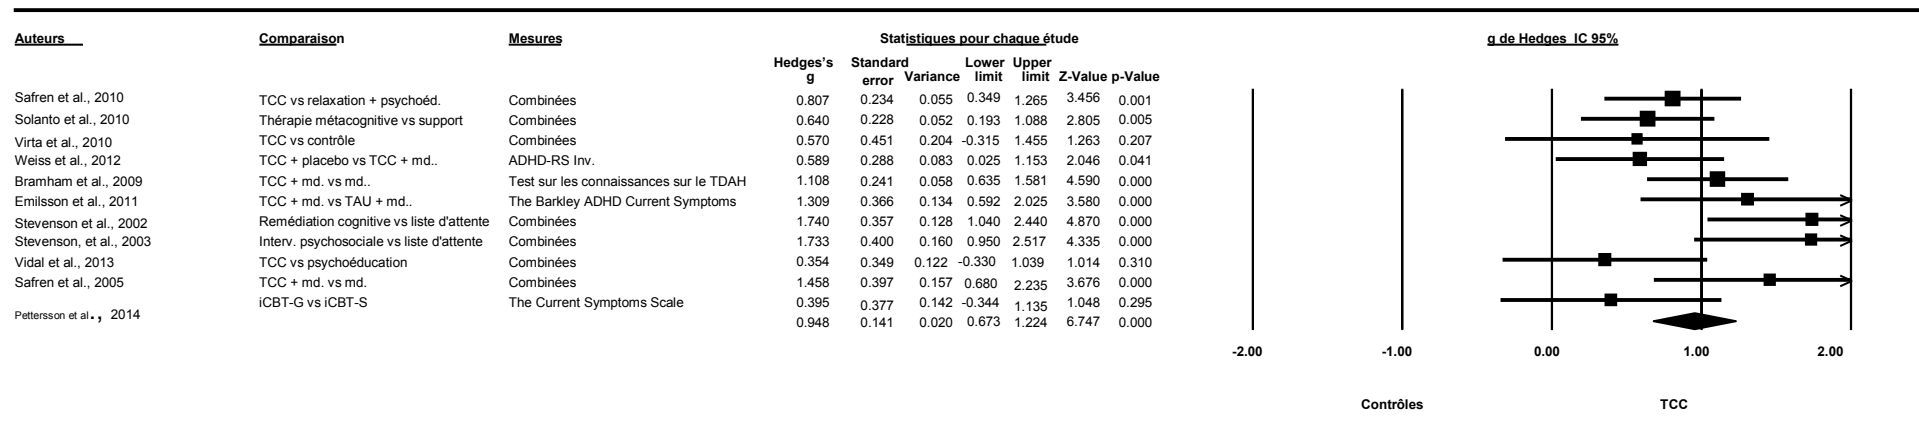 Auteurs Comparaison Mesures Statistiques pour chaque étude g de Hedges IC 95%
Hedges's g Standard error Variance Lower limit Upper limit Z-Value p-Value
Safren et al., 2010 TCC vs relaxation + psychoéd. Combinées 0.807 0.234 0.055 0.349 1.265 3.456 0.001
Solanto et al., 2010 Thérapie métacognitive vs support Combinées 0.640 0.228 0.052 0.193 1.088 2.805 0.005
Virta et al., 2010 TCC vs contrôle Combinées 0.570 0.451 0.204 -0.315 1.455 1.263 0.207
Weiss et al., 2012 TCC + placebo vs TCC + md.. ADHD-RS Inv. 0.589 0.288 0.083 0.025 1.153 2.046 0.041
Bramham et al., 2009 TCC + md. vs md.. Test sur les connaissances sur le TDAH 1.108 0.241 0.058 0.635 1.581 4.590 0.000
Emilsson et al., 2011 TCC + md. vs TAU + md.. The Barkley ADHD Current Symptoms 1.309 0.366 0.134 0.592 2.025 3.580 0.000
Stevenson et al., 2002 Remédiation cognitive vs liste d'attente Combinées 1.740 0.357 0.128 1.040 2.440 4.870 0.000
Stevenson, et al., 2003 Interv. psychosociale vs liste d'attente Combinées 1.733 0.400 0.160 0.950 2.517 4.335 0.000
Vidal et al., 2013 TCC vs psychoéducation Combinées 0.354 0.349 0.122 -0.330 1.039 1.014 0.310
Safren et al., 2005 TCC + md. vs md. Combinées 1.458 0.397 0.157 0.680 2.235 3.676 0.000
iCBT-G vs iCBT-S The Current Symptoms Scale 0.395 0.377 0.142 -0.344 1.135 1.048 0.295
Pettersson et al., 2014 0.948 0.141 0.020 0.673 1.224 6.747 0.000
-2.00 -1.00 0.00 1.00 2.00
Contrôles TCC